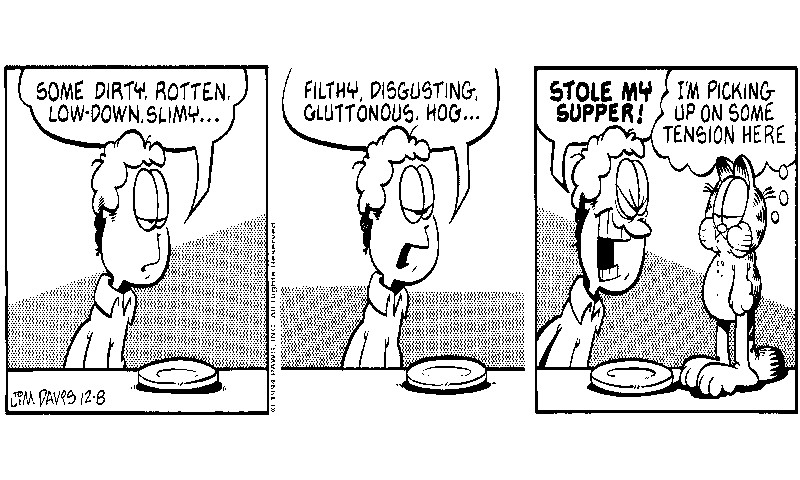 SOME DIRTY, ROTTEN,
LOW-DOWN, SLIMY...
FILTHY, DISGUSTING,
GLUTTONOUS, HOG...
STOLE MY
SUPPER!
I'M PICKING
UP ON SOME
TENSION HERE
JIM DAVIS 12-8